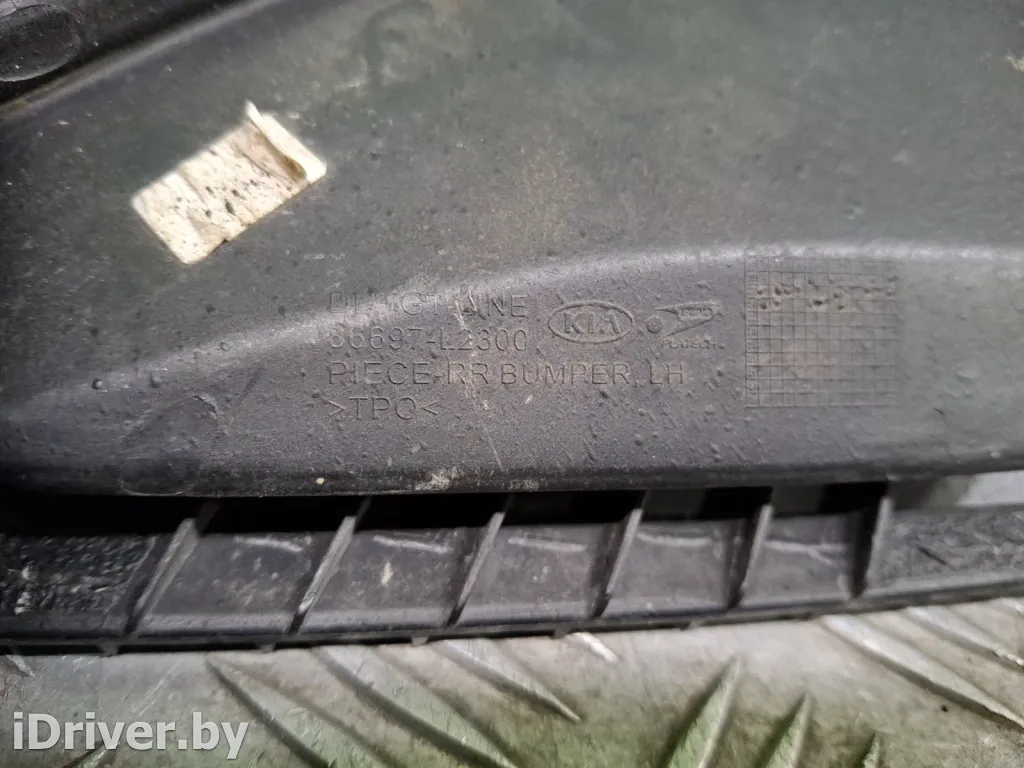 KIA
86697-L2300
PIECE-RR BUMPER, LH
>TPO<
iDriver.by